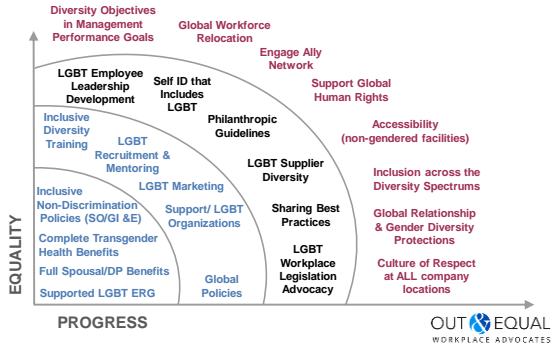 Diversity Objectives
in Management
Performance Goals
Global Workforce
Relocation
Engage Ally
Network
Support Global
Human Rights
Accessibility
(non-gendered facilities)
Inclusion across the
Diversity Spectrums
Global Relationship
& Gender Diversity
Protections
Culture of Respect
at ALL company
locations
LGBT Employee
Leadership
Development
Self ID that
Includes
LGBT
Philanthropic
Guidelines
LGBT Supplier
Diversity
Sharing Best
Practices
LGBT
Workplace
Legislation
Advocacy
Inclusive
Diversity
Training
LGBT
Recruitment &
Mentoring
LGBT Marketing
Support/ LGBT
Organizations
Global
Policies
Inclusive
Non-Discrimination
Policies (SO/GI &E)
Complete Transgender
Health Benefits
Full Spousal/DP Benefits
Supported LGBT ERG
EQUALITY
PROGRESS
OUT & EQUAL
WORKPLACE ADVOCATES